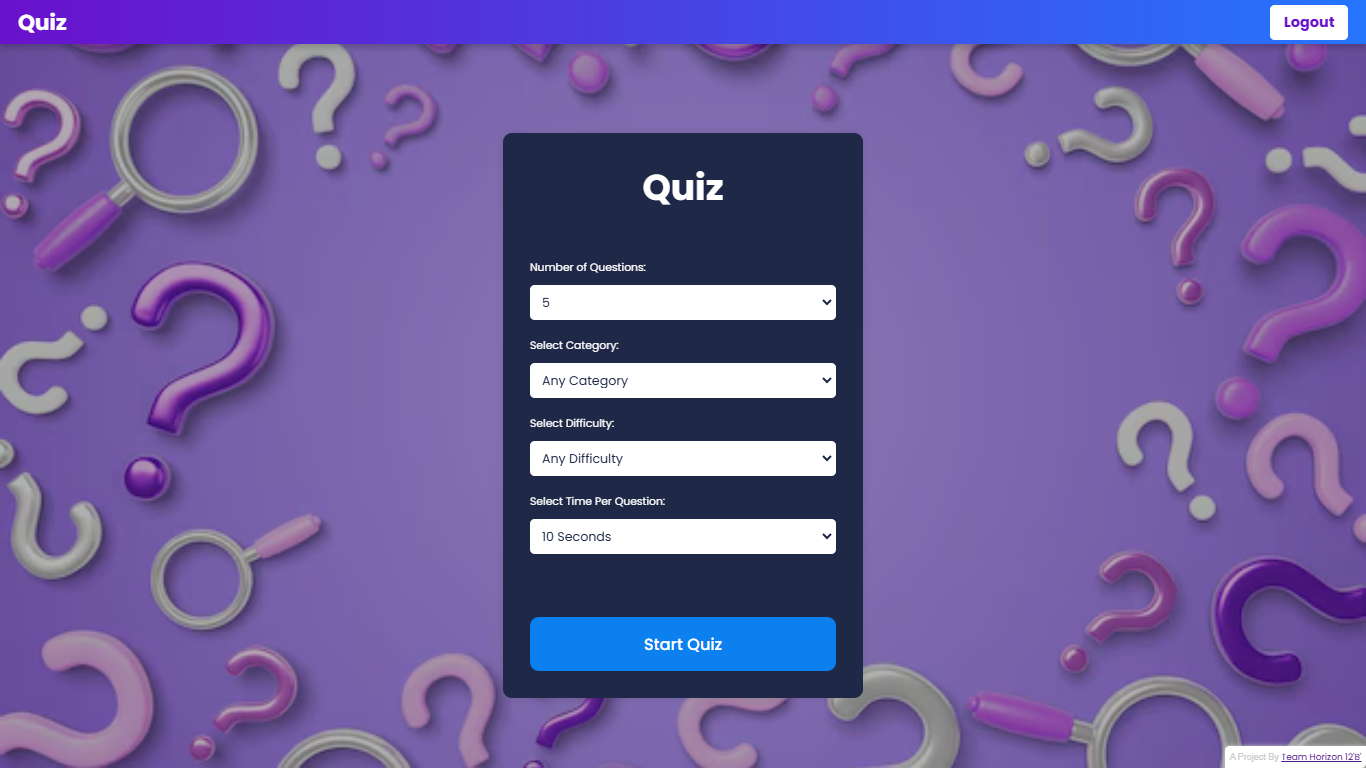 Quiz
Logout
Quiz
Number of Questions:
5
Select Category:
Any Category
Select Difficulty:
Any Difficulty
Select Time Per Question:
10 Seconds
Start Quiz
A Project By Team Horizon 12'B'